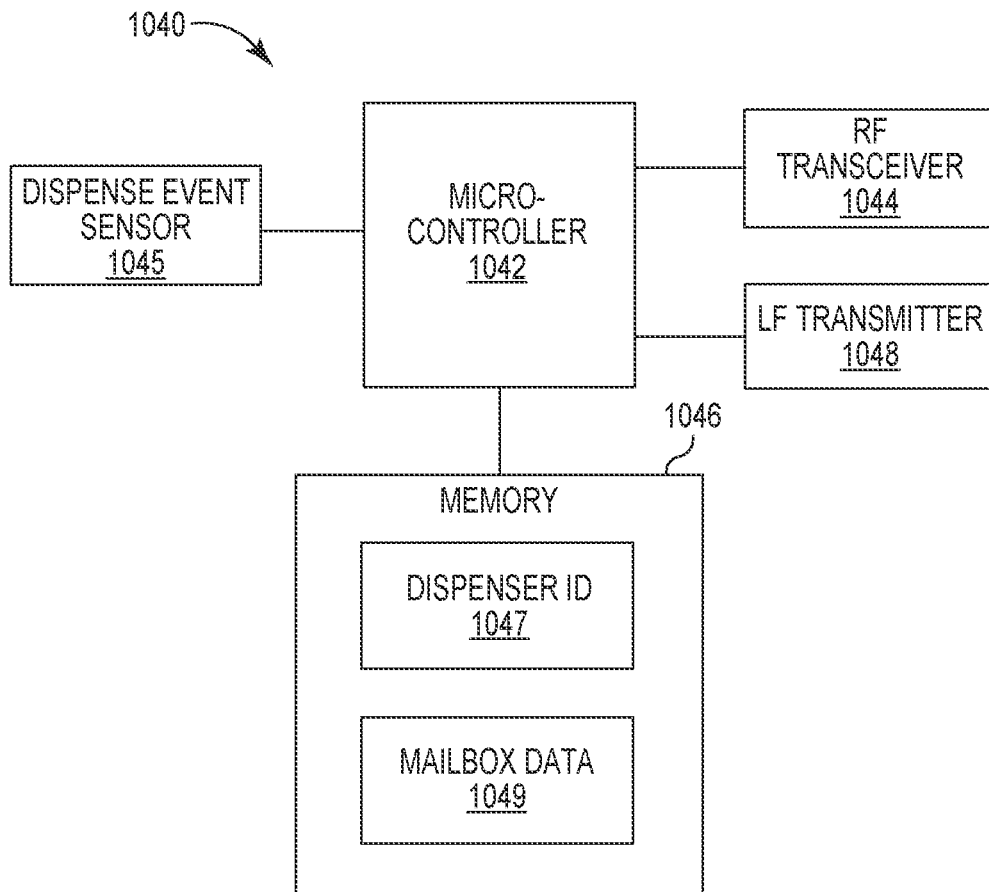 1040
DISPENSE EVENT
SENSOR
1045
MICRO-
CONTROLLER
1042
RF
TRANSCEIVER
1044
LF TRANSMITTER
1048
1046
MEMORY
DISPENSER ID
1047
MAILBOX DATA
1049